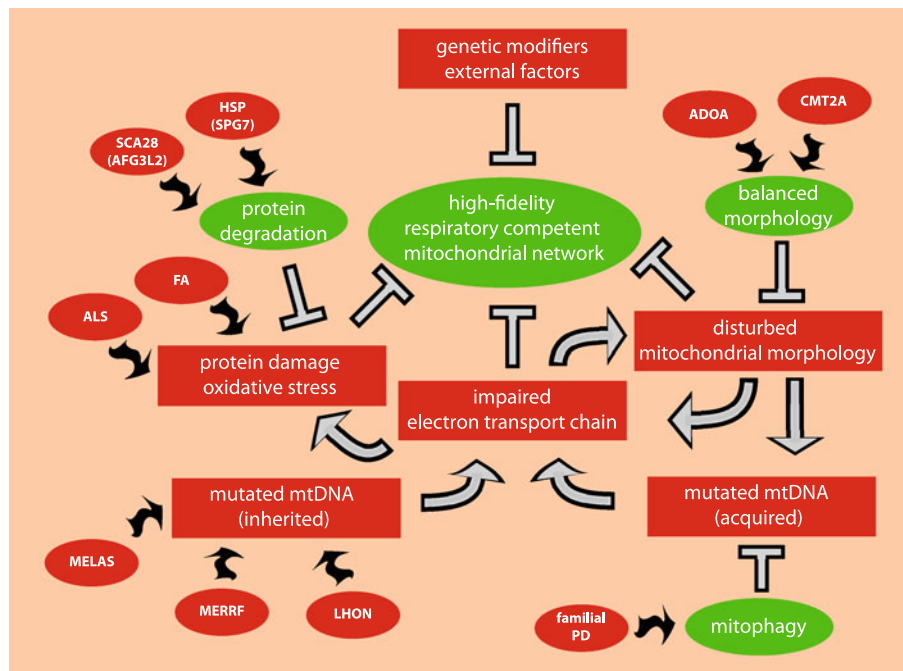 genetic modifiers
external factors
HSP
(SPG7)
SCA28
(AFG3L2)
ADOA
CMT2A
protein
degradation
high-fidelity
respiratory competent
mitochondrial network
balanced
morphology
FA
ALS
protein damage
oxidative stress
disturbed
mitochondrial morphology
impaired
electron transport chain
mutated mtDNA
(inherited)
mutated mtDNA
(acquired)
MELAS
MERRF
LHON
familial
PD
mitophagy